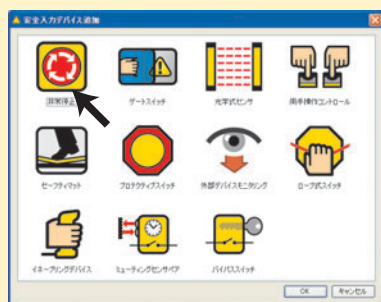 安全入力デバイス追加
非常停止
ゲートスイッチ
光学式センサ
両手操作コントロール
セーフティマット
プロテクティブスイッチ
外部デバイスモニタリング
ロープ式スイッチ
イネーブリングデバイス
ミューティングセンサペア
バイパススイッチ
OK
キャンセル